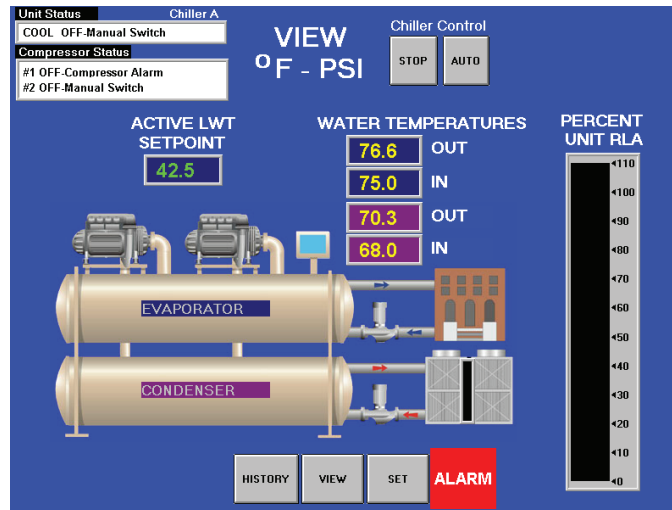 Unit Status Chiller A
COOL OFF-Manual Switch
Compressor Status
#1 OFF-Compressor Alarm
#2 OFF-Manual Switch
VIEW
ºF - PSI
Chiller Control
STOP AUTO
ACTIVE LWT
SETPOINT
42.5
WATER TEMPERATURES
76.6 OUT
75.0 IN
70.3 OUT
68.0 IN
PERCENT
UNIT RLA
110
100
90
80
70
60
50
40
30
20
10
0
EVAPORATOR
CONDENSER
HISTORY VIEW SET ALARM